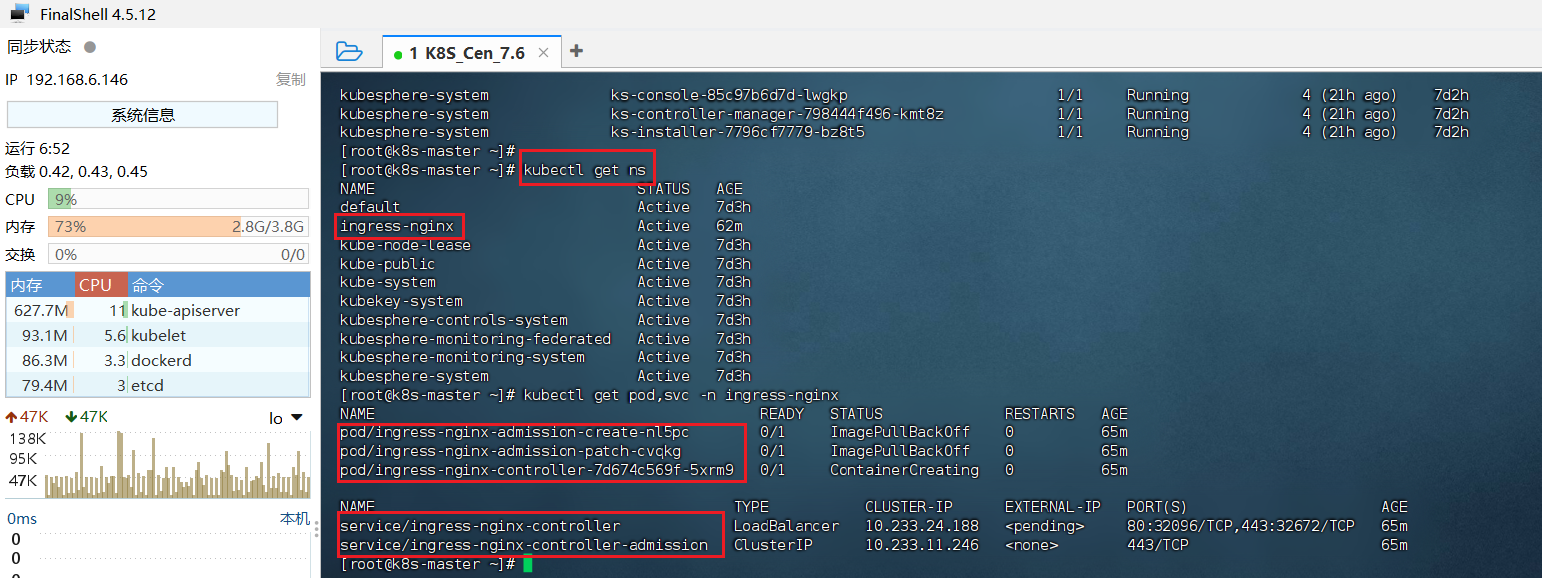 FinalShell 4.5.12
同步状态
IP 192.168.6.146 复制
系统信息
运行 6:52
负载 0.42, 0.43, 0.45
CPU 9%
内存 73% 2.8G/3.8G
交换 0% 0/0
内存 CPU 命令
627.7M 11 kube-apiserver
93.1M 5.6 kubelet
86.3M 3.3 dockerd
79.4M 3 etcd
47K 47K lo
138K
95K
47K
0ms 本机
0
0
0
1 K8S_Cen_7.6 × +
kubesphere-system ks-console-85c97b6d7d-lwgkp 1/1 Running 4 (21h ago) 7d2h
kubesphere-system ks-controller-manager-798444f496-kmt8z 1/1 Running 4 (21h ago) 7d2h
kubesphere-system ks-installer-7796cf7779-bz8t5 1/1 Running 4 (21h ago) 7d2h
[root@k8s-master ~]#
[root@k8s-master ~]# kubectl get ns
NAME STATUS AGE
default Active 7d3h
ingress-nginx Active 62m
kube-node-lease Active 7d3h
kube-public Active 7d3h
kube-system Active 7d3h
kubekey-system Active 7d3h
kubesphere-controls-system Active 7d3h
kubesphere-monitoring-federated Active 7d3h
kubesphere-monitoring-system Active 7d3h
kubesphere-system Active 7d3h
[root@k8s-master ~]# kubectl get pod,svc -n ingress-nginx
NAME READY STATUS RESTARTS AGE
pod/ingress-nginx-admission-create-nl5pc 0/1 ImagePullBackOff 0 65m
pod/ingress-nginx-admission-patch-cvqkg 0/1 ImagePullBackOff 0 65m
pod/ingress-nginx-controller-7d674c569f-5xrm9 0/1 ContainerCreating 0 65m
NAME TYPE CLUSTER-IP EXTERNAL-IP PORT(S) AGE
service/ingress-nginx-controller LoadBalancer 10.233.24.188 <pending> 80:32096/TCP,443:32672/TCP 65m
service/ingress-nginx-controller-admission ClusterIP 10.233.11.246 <none> 443/TCP 65m
[root@k8s-master ~]#